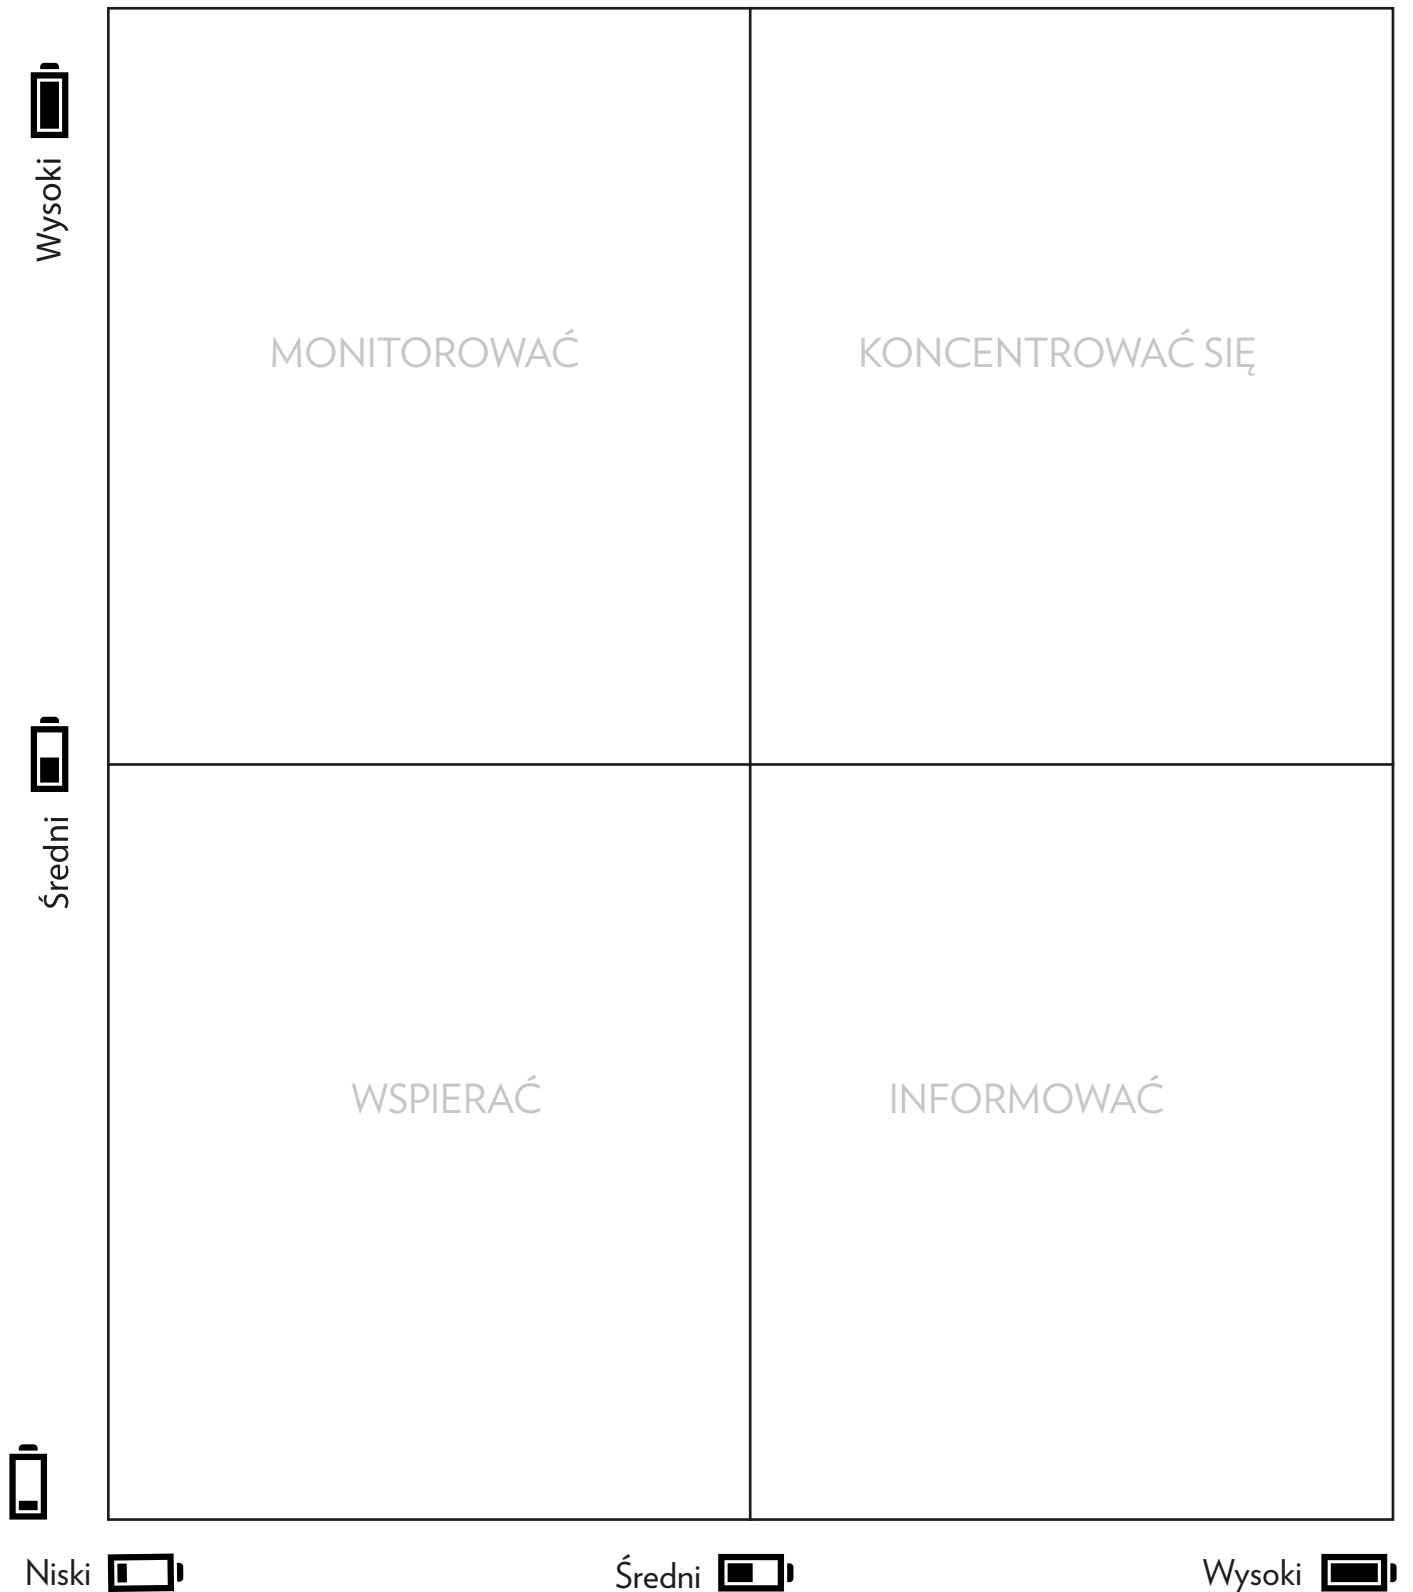 Wysoki
MONITOROWAĆ
KONCENTROWAĆ SIĘ
Średni
WSPIERAĆ
INFORMOWAĆ
Niski
Średni
Wysoki